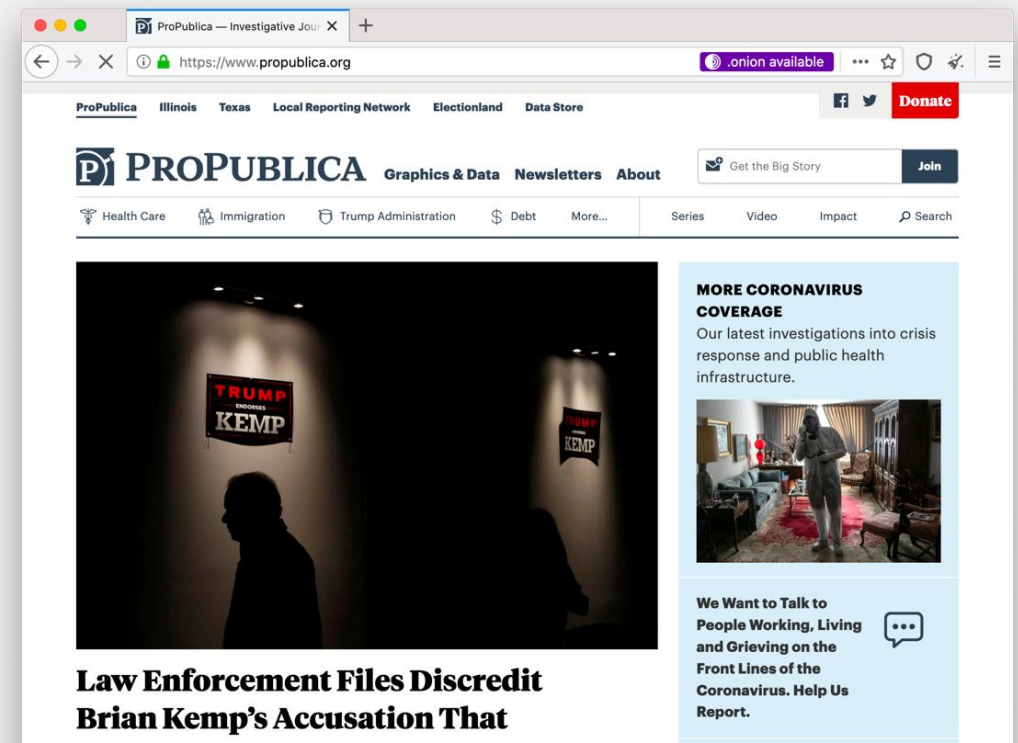 ProPublica — Investigative Jour
https://www.propublica.org
.onion available
ProPublica Illinois Texas Local Reporting Network Electionland Data Store
Donate
PROPUBLICA Graphics & Data Newsletters About
Get the Big Story Join
Health Care Immigration Trump Administration $ Debt More... Series Video Impact Search
TRUMP
ENDORSES
KEMP
TRUMP
KEMP
MORE CORONAVIRUS
COVERAGE
Our latest investigations into crisis
response and public health
infrastructure.
Law Enforcement Files Discredit
Brian Kemp’s Accusation That
We Want to Talk to
People Working, Living
and Grieving on the
Front Lines of the
Coronavirus. Help Us
Report.